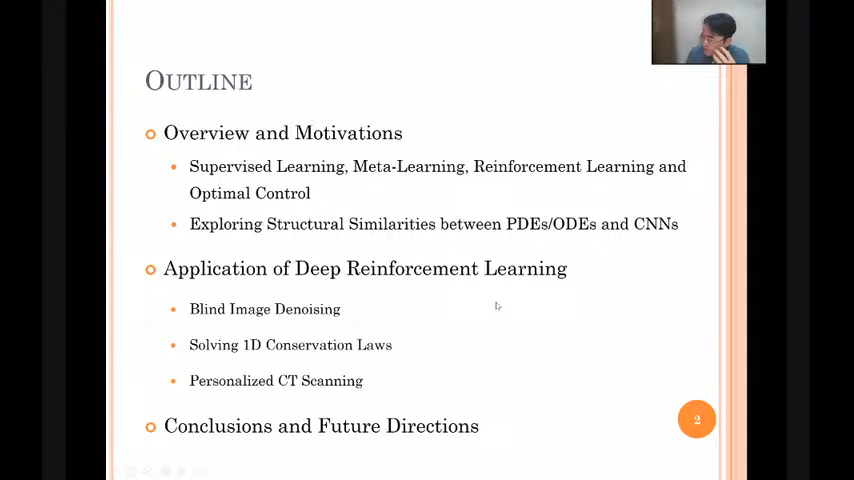 OUTLINE
Overview and Motivations
Supervised Learning, Meta-Learning, Reinforcement Learning and
Optimal Control
Exploring Structural Similarities between PDEs/ODEs and CNNs
Application of Deep Reinforcement Learning
Blind Image Denoising
Solving 1D Conservation Laws
Personalized CT Scanning
2
Conclusions and Future Directions